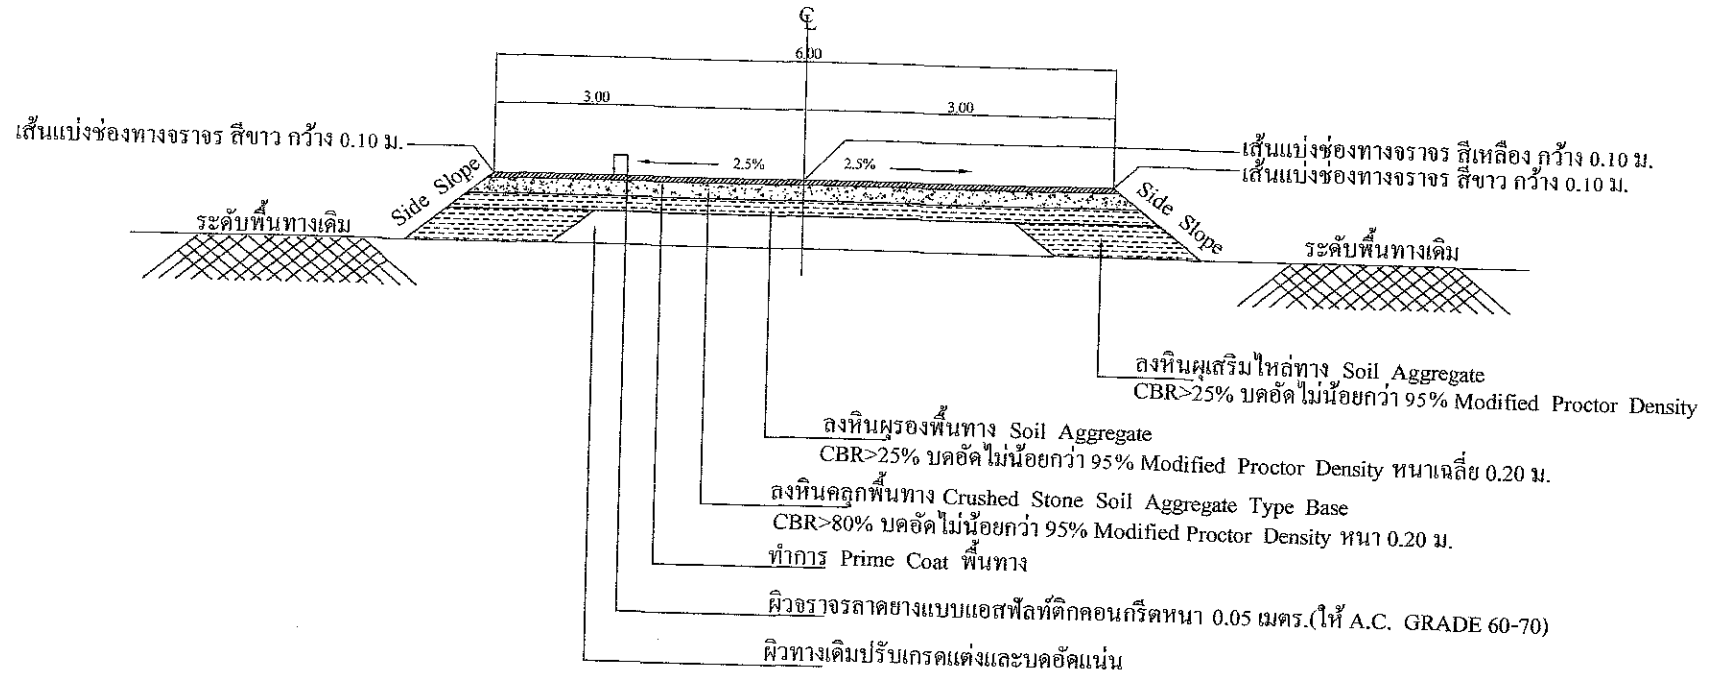 ℄
6.00
3.00
3.00
เส้นแบ่งช่องทางจราจร สีขาว กว้าง 0.10 ม.
2.5%
2.5%
เส้นแบ่งช่องทางจราจร สีเหลือง กว้าง 0.10 ม.
เส้นแบ่งช่องทางจราจร สีขาว กว้าง 0.10 ม.
Side Slope
Side Slope
ระดับพื้นทางเดิม
ระดับพื้นทางเดิม
ลงหินผุเสริมไหล่ทาง Soil Aggregate
CBR>25% บดอัดไม่น้อยกว่า 95% Modified Proctor Density
ลงหินผุรองพื้นทาง Soil Aggregate
CBR>25% บดอัดไม่น้อยกว่า 95% Modified Proctor Density หนาเฉลี่ย 0.20 ม.
ลงหินคลุกพื้นทาง Crushed Stone Soil Aggregate Type Base
CBR>80% บดอัดไม่น้อยกว่า 95% Modified Proctor Density หนา 0.20 ม.
ทำการ Prime Coat พื้นทาง
ผิวจราจรลาดยางแบบแอสฟัลท์ติกคอนกรีตหนา 0.05 เมตร.(ให้ A.C. GRADE 60-70)
ผิวทางเดิมปรับเกรดแต่งและบดอัดแน่น